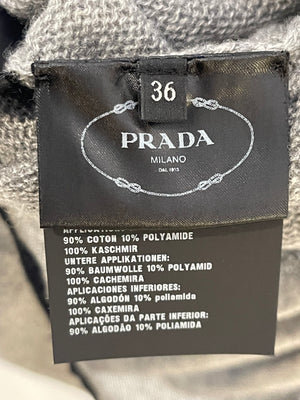 36
PRADA
MILANO
DAL 1913
90% COTON 10% POLYAMIDE
100% KASCHMIR
UNTERE APPLIKATIONEN:
90% BAUMWOLLE 10% POLYAMID
100% CACHEMIRA
APLICACIONES INFERIORES:
90% ALGODÓN 10% poliamida
100% CAXEMIRA
APLICAÇÕES DA PARTE INFERIOR:
90% ALGODÃO 10% POLIAMIDA